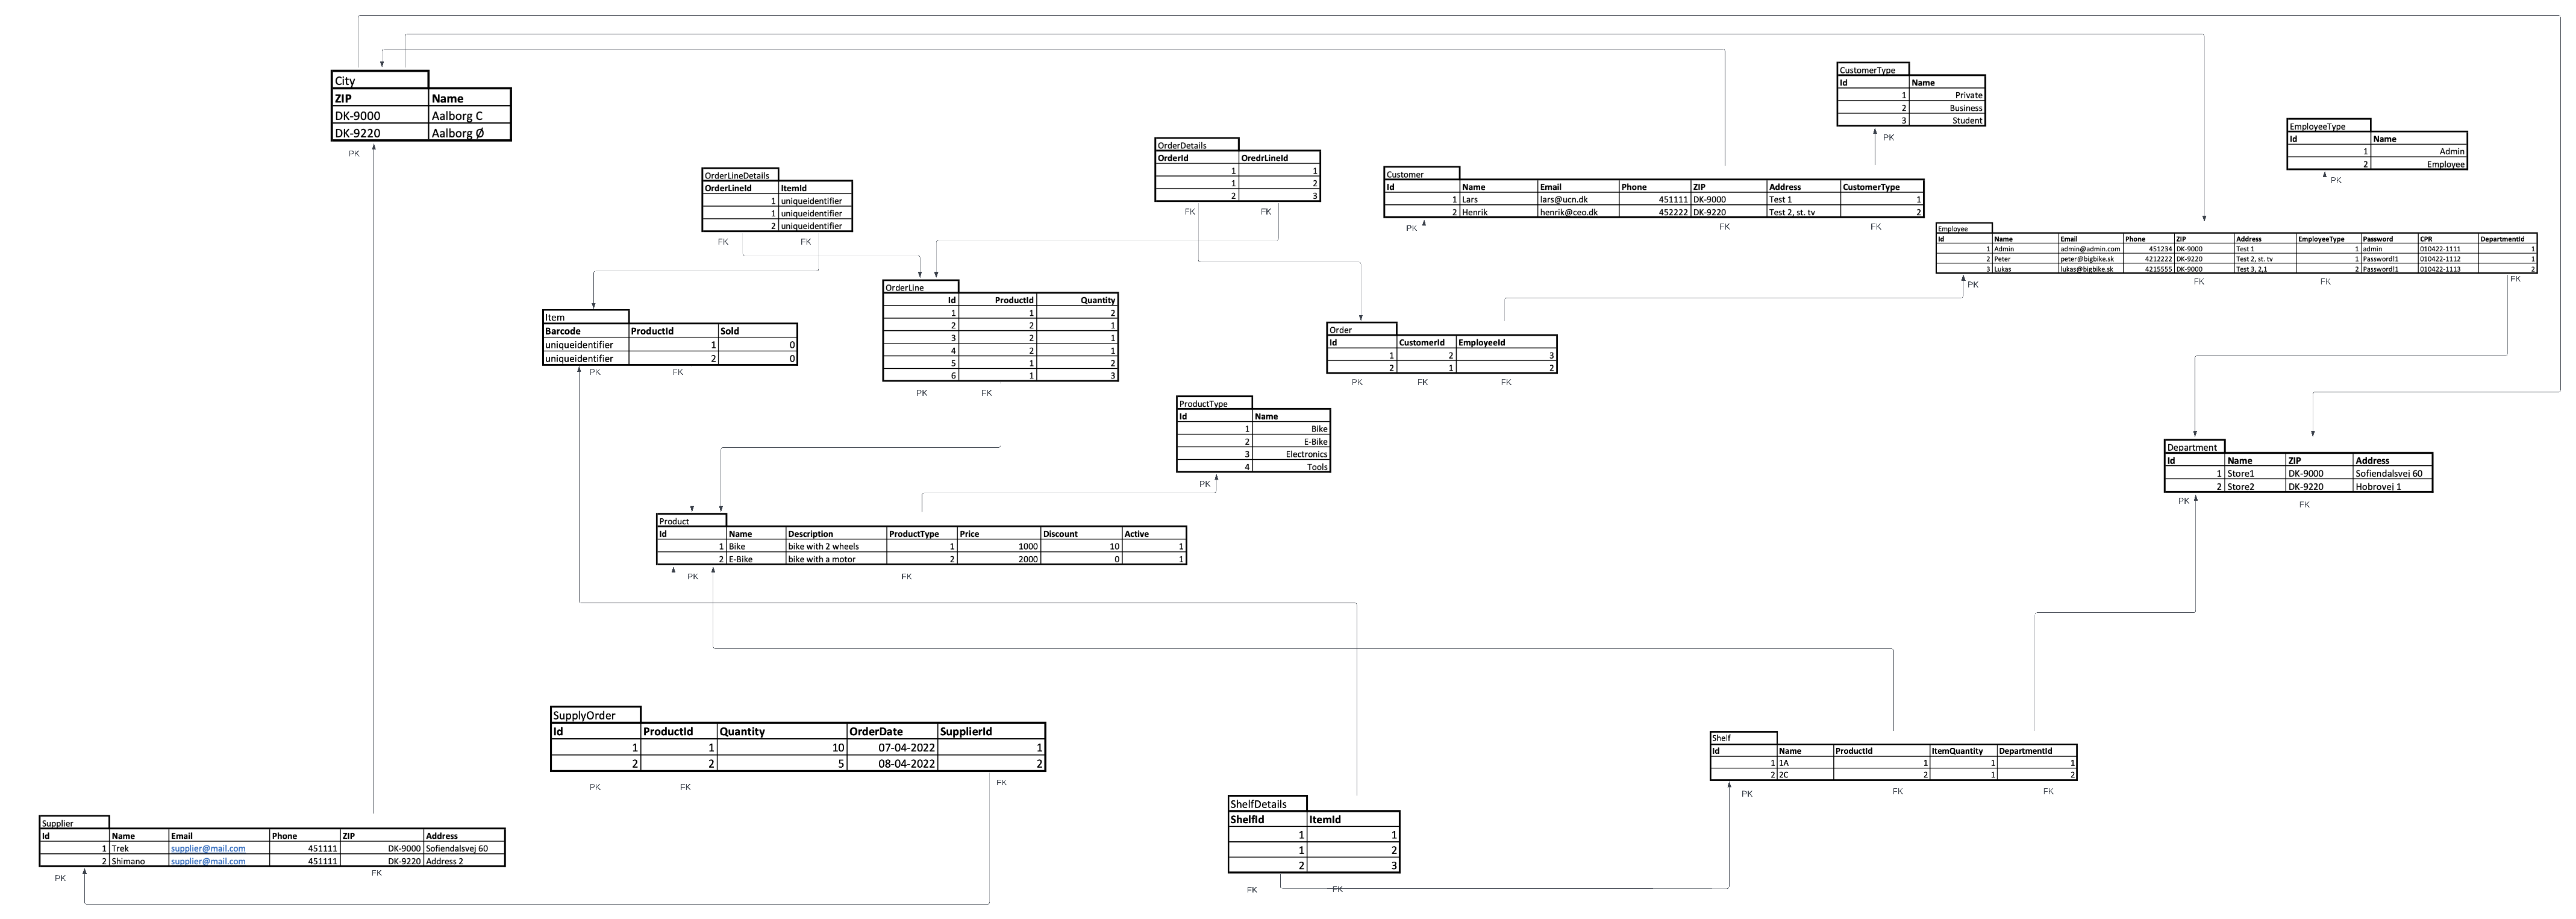 City
ZIP Name
DK-9000 Aalborg C
DK-9220 Aalborg Ø
PK
CustomerType
Id Name
1 Private
2 Business
3 Student
PK
EmployeeType
Id Name
1 Admin
2 Employee
PK
OrderDetails
OrderId OredrLineId
1 1
1 2
2 3
FK FK
OrderLineDetails
OrderLineId ItemId
1 uniqueidentifier
1 uniqueidentifier
2 uniqueidentifier
FK FK
Customer
Id Name Email Phone ZIP Address CustomerType
1 Lars lars@ucn.dk 451111 DK-9000 Test 1 1
2 Henrik henrik@ceo.dk 452222 DK-9220 Test 2, st. tv 2
PK FK FK
Employee
Id Name Email Phone ZIP Address EmployeeType Password CPR DepartmentId
1 Admin admin@admin.com 451234 DK-9000 Test 1 1 admin 010422-1111 1
2 Peter peter@bigbike.sk 4212222 DK-9220 Test 2, st. tv 1 Password!1 010422-1112 1
3 Lukas lukas@bigbike.sk 4215555 DK-9000 Test 3, 2,1 2 Password!1 010422-1113 2
PK FK FK FK
OrderLine
Id ProductId Quantity
1 1 2
2 2 1
3 2 1
4 2 1
5 1 2
6 1 3
PK FK
Item
Barcode ProductId Sold
uniqueidentifier 1 0
uniqueidentifier 2 0
PK FK
Order
Id CustomerId EmployeeId
1 2 3
2 1 2
PK FK FK
ProductType
Id Name
1 Bike
2 E-Bike
3 Electronics
4 Tools
PK
Department
Id Name ZIP Address
1 Store1 DK-9000 Sofiendalsvej 60
2 Store2 DK-9220 Hobrovej 1
PK FK
Product
Id Name Description ProductType Price Discount Active
1 Bike bike with 2 wheels 1 1000 10 1
2 E-Bike bike with a motor 2 2000 0 1
PK FK
SupplyOrder
Id ProductId Quantity OrderDate SupplierId
1 1 10 07-04-2022 1
2 2 5 08-04-2022 2
PK FK FK
Shelf
Id Name ProductId ItemQuantity DepartmentId
1 1A 1 1 1
2 2C 2 1 2
PK FK FK
ShelfDetails
ShelfId ItemId
1 1
1 2
2 3
FK FK
Supplier
Id Name Email Phone ZIP Address
1 Trek supplier@mail.com 451111 DK-9000 Sofiendalsvej 60
2 Shimano supplier@mail.com 451111 DK-9220 Address 2
PK FK